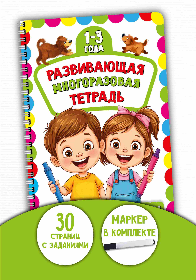 1-3
ГОДА
РАЗВИВАЮЩАЯ
МНОГОРАЗОВАЯ
ТЕТРАДЬ
30
СТРАНИЦ
С ЗАДАНИЯМИ
МАРКЕР
В КОМПЛЕКТЕ